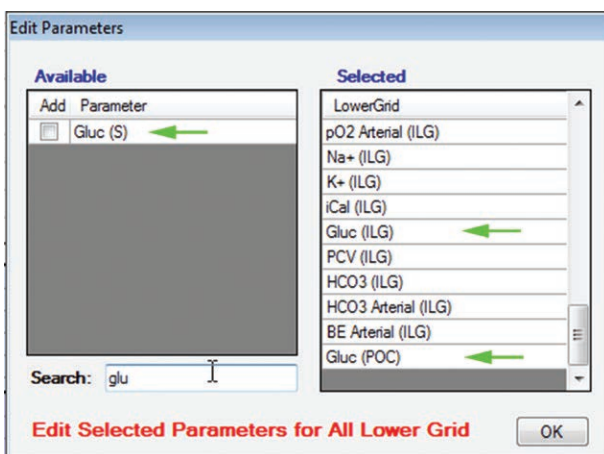 Edit Parameters
Available
Add Parameter
Gluc (S)
Search: glu
Selected
LowerGrid
pO2 Arterial (ILG)
Na+ (ILG)
K+ (ILG)
iCal (ILG)
Gluc (ILG)
PCV (ILG)
HCO3 (ILG)
HCO3 Arterial (ILG)
BE Arterial (ILG)
Gluc (POC)
Edit Selected Parameters for All Lower Grid
OK